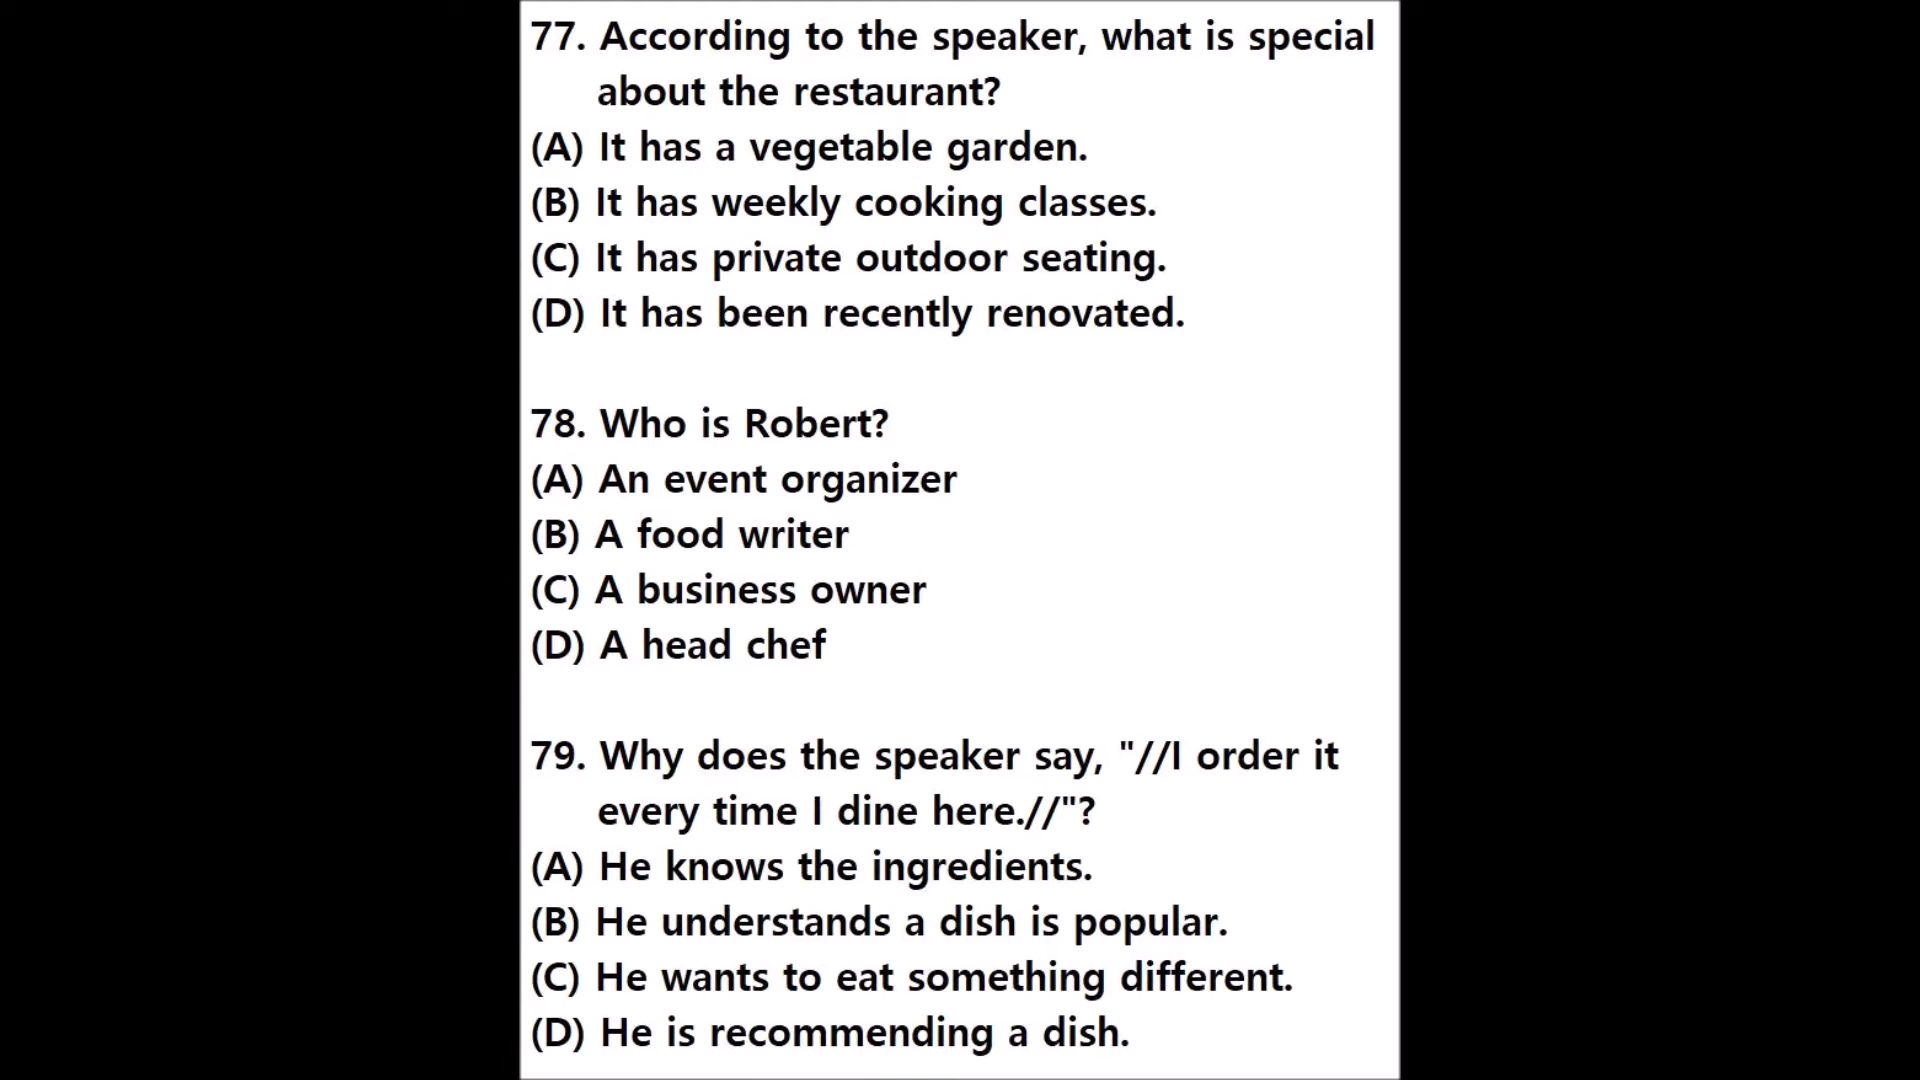 77. According to the speaker, what is special
about the restaurant?
(A) It has a vegetable garden.
(B) It has weekly cooking classes.
(C) It has private outdoor seating.
(D) It has been recently renovated.
78. Who is Robert?
(A) An event organizer
(B) A food writer
(C) A business owner
(D) A head chef
79. Why does the speaker say, "//I order it
every time I dine here.//"?
(A) He knows the ingredients.
(B) He understands a dish is popular.
(C) He wants to eat something different.
(D) He is recommending a dish.